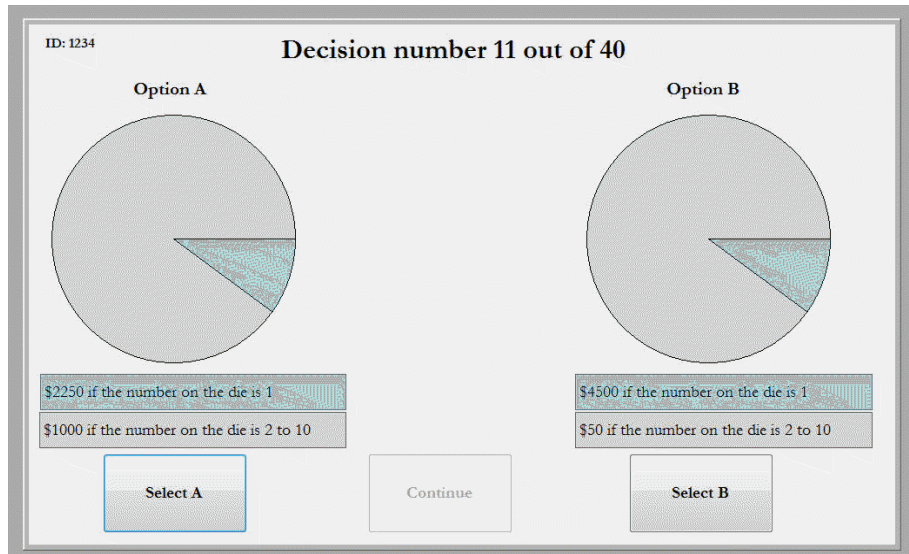 ID: 1234
Decision number 11 out of 40
Option A
Option B
$2250 if the number on the die is 1
$1000 if the number on the die is 2 to 10
$4500 if the number on the die is 1
$50 if the number on the die is 2 to 10
Select A
Continue
Select B